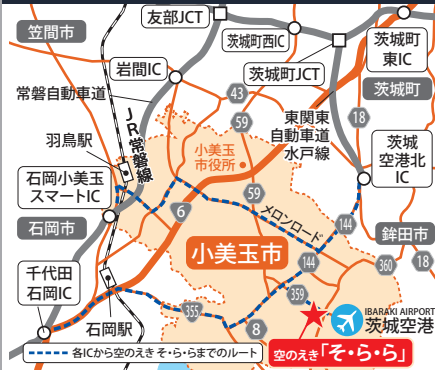 友部JCT
笠間市
茨城町西IC
茨城町
東IC
岩間IC
茨城町JCT
茨城町
常磐自動車道
43
59
18
JR常磐線
東関東
自動車道
水戸線
羽鳥駅
小美玉
市役所
茨城
空港北
IC
石岡小美玉
スマートIC
6
59
メロンロード
144
石岡市
鉾田市
小美玉市
144
360
18
千代田
石岡IC
359
石岡駅
355
8
IBARAKI AIRPORT
茨城空港
各ICから空のえき そ・ら・らまでのルート
空のえき「そ・ら・ら」